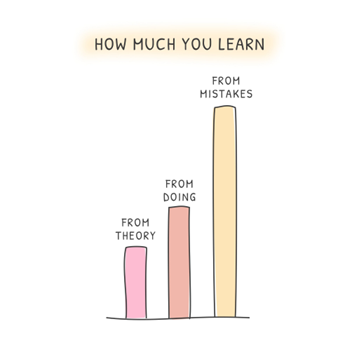 HOW MUCH YOU LEARN
FROM
MISTAKES
FROM
DOING
FROM
THEORY